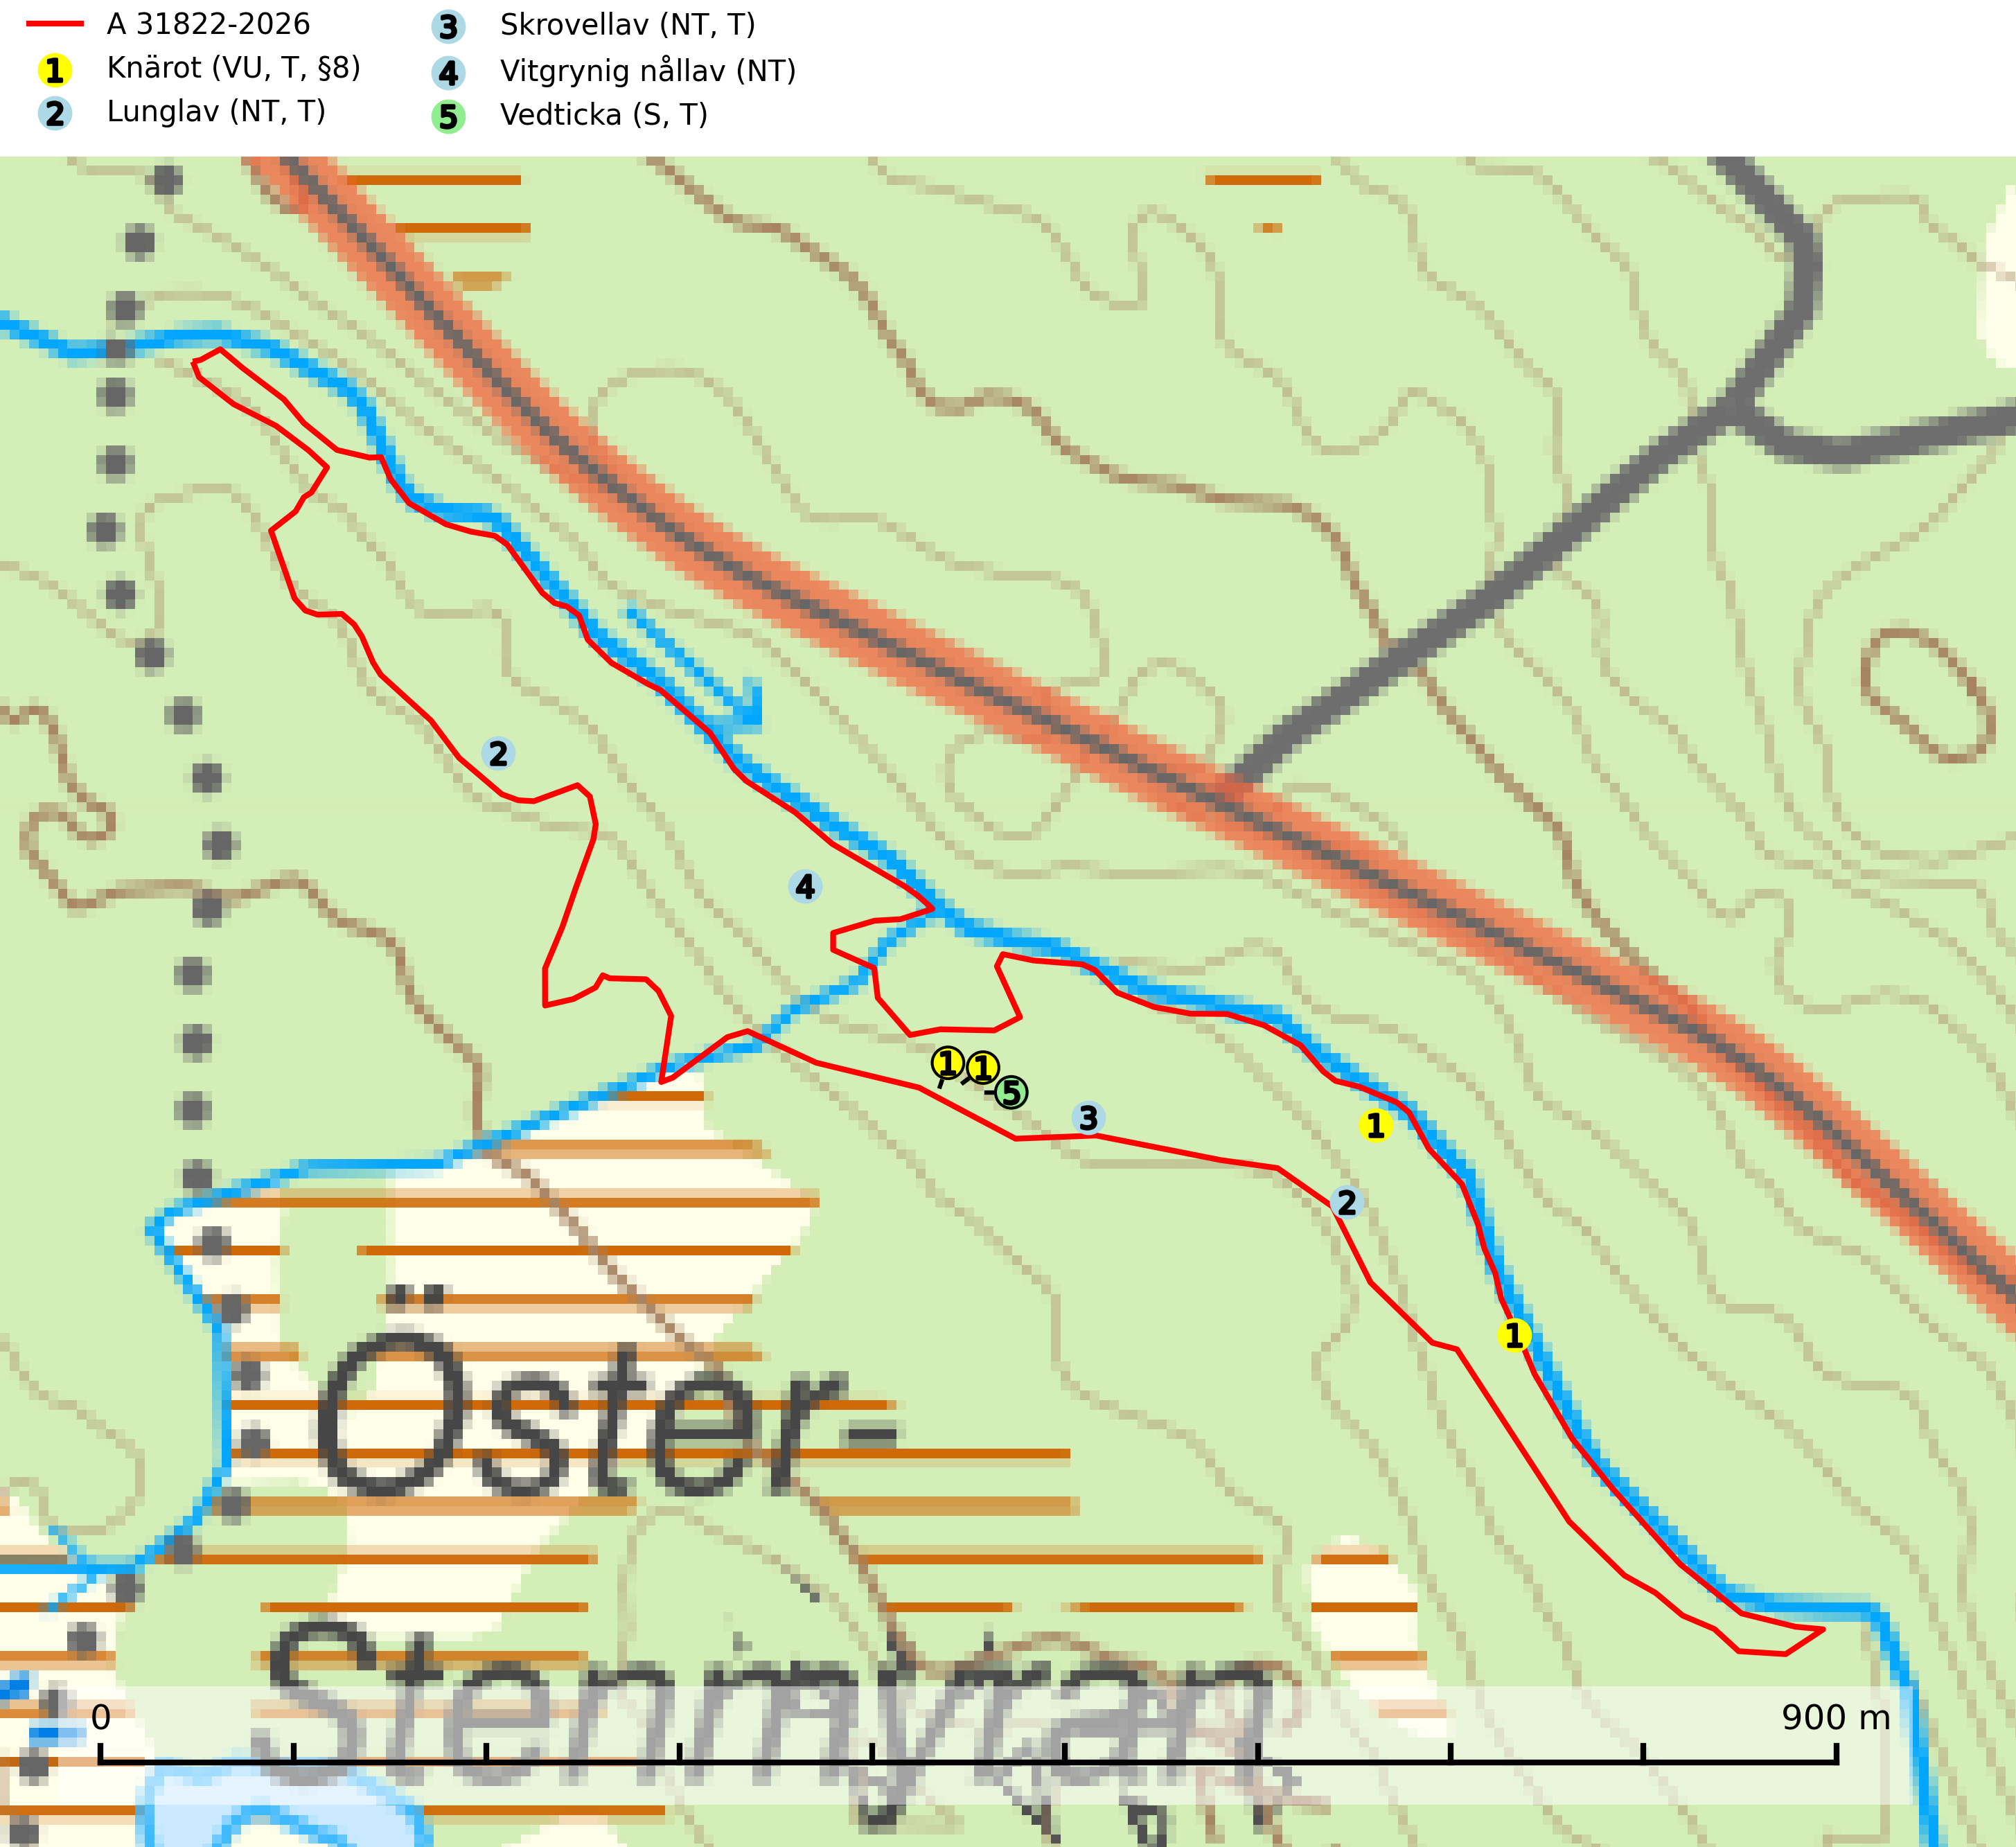 A 31822-2026
1 Knärot (VU, T, §8)
2 Lunglav (NT, T)
3 Skrovellav (NT, T)
4 Vitgrynig nållav (NT)
5 Vedticka (S, T)
2
4
1 1
5
3
1
2
1
Öster-
Stenmyran
0 900 m